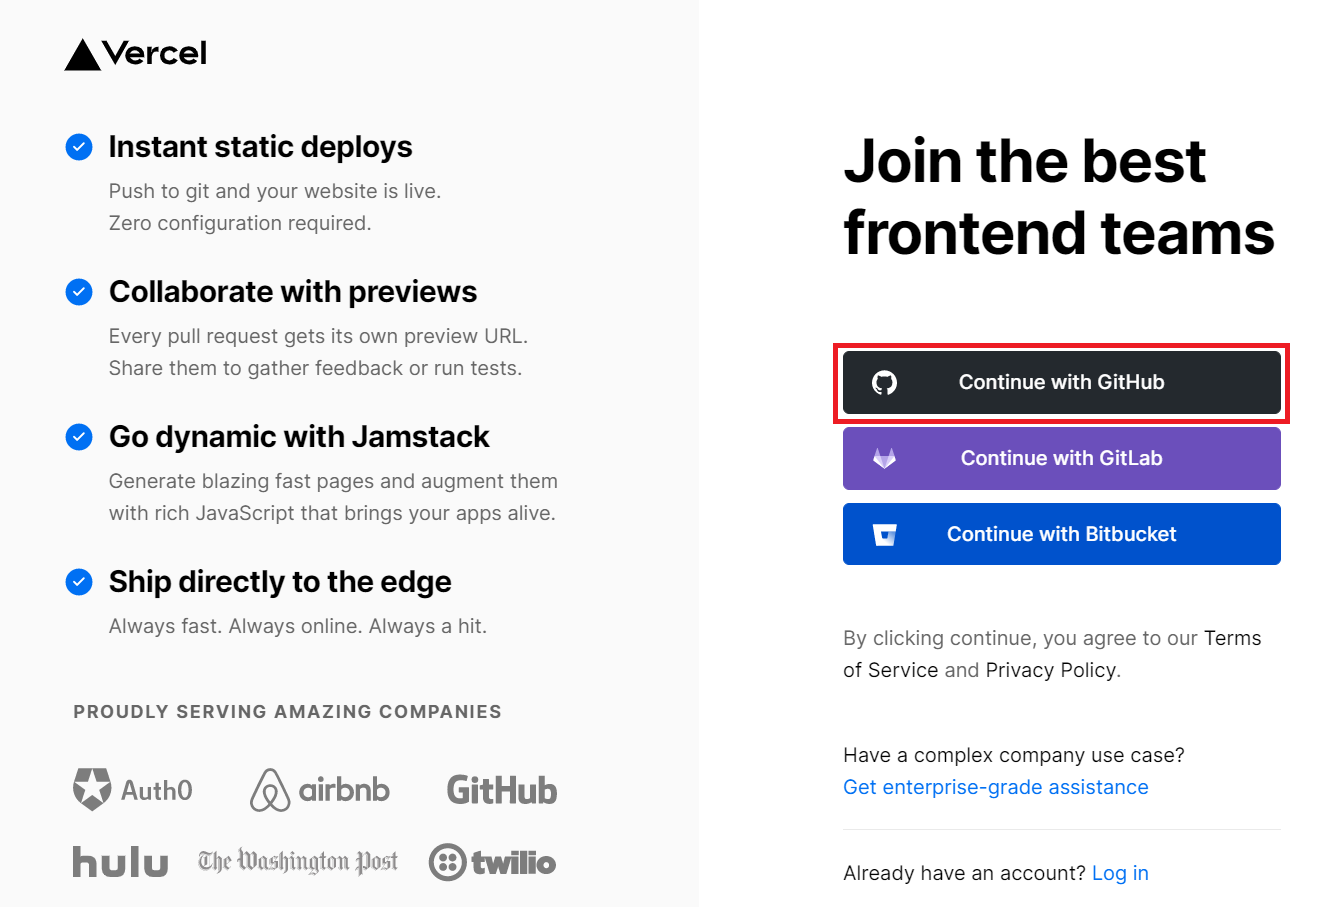 Vercel
Instant static deploys
Push to git and your website is live.
Zero configuration required.
Collaborate with previews
Every pull request gets its own preview URL.
Share them to gather feedback or run tests.
Go dynamic with Jamstack
Generate blazing fast pages and augment them
with rich JavaScript that brings your apps alive.
Ship directly to the edge
Always fast. Always online. Always a hit.
PROUDLY SERVING AMAZING COMPANIES
Auth0 airbnb GitHub
hulu The Washington Post twilio
Join the best
frontend teams
Continue with GitHub
Continue with GitLab
Continue with Bitbucket
By clicking continue, you agree to our Terms
of Service and Privacy Policy.
Have a complex company use case?
Get enterprise-grade assistance
Already have an account? Log in